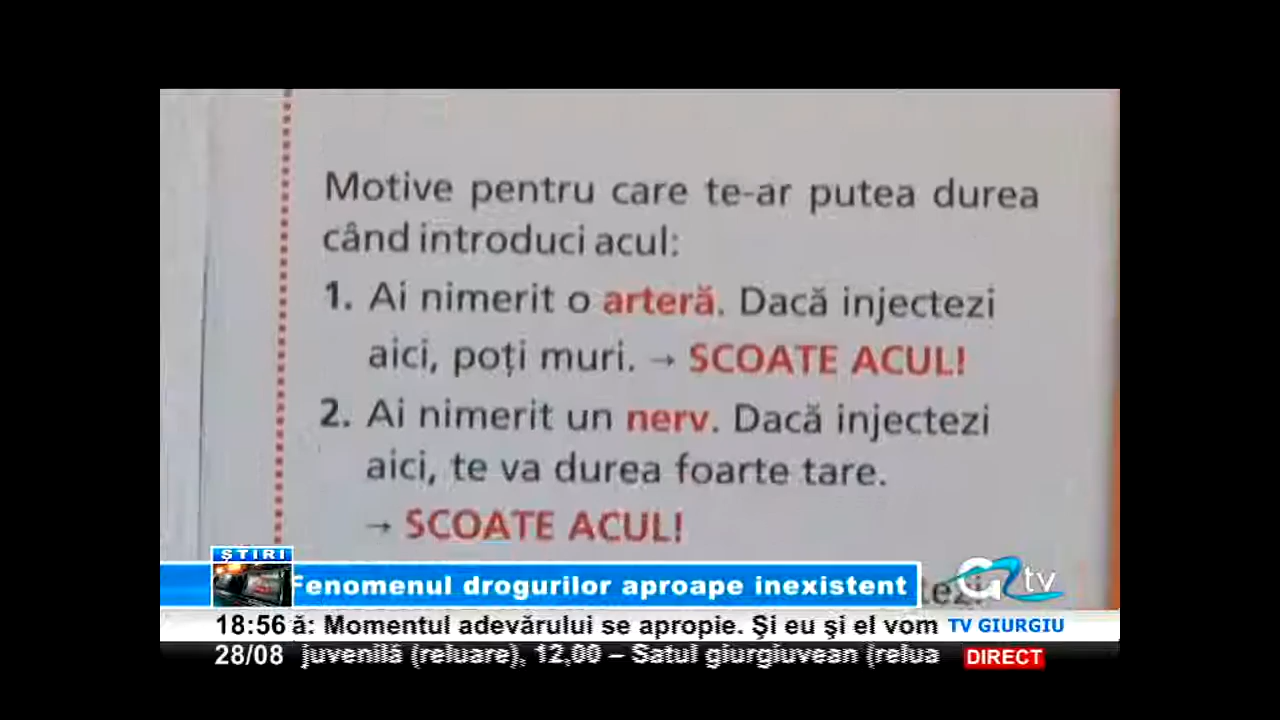 Motive pentru care te-ar putea durea
când introduci acul:
1. Ai nimerit o arteră. Dacă injectezi
aici, poți muri. → SCOATE ACUL!
2. Ai nimerit un nerv. Dacă injectezi
aici, te va durea foarte tare.
→ SCOATE ACUL!
ŞTIRI
Fenomenul drogurilor aproape inexistent
G tv
18:56 ă: Momentul adevărului se apropie. Şi eu şi el vom TV GIURGIU
28/08 juvenilă (reluare), 12,00 – Satul giurgiuvean (relua DIRECT